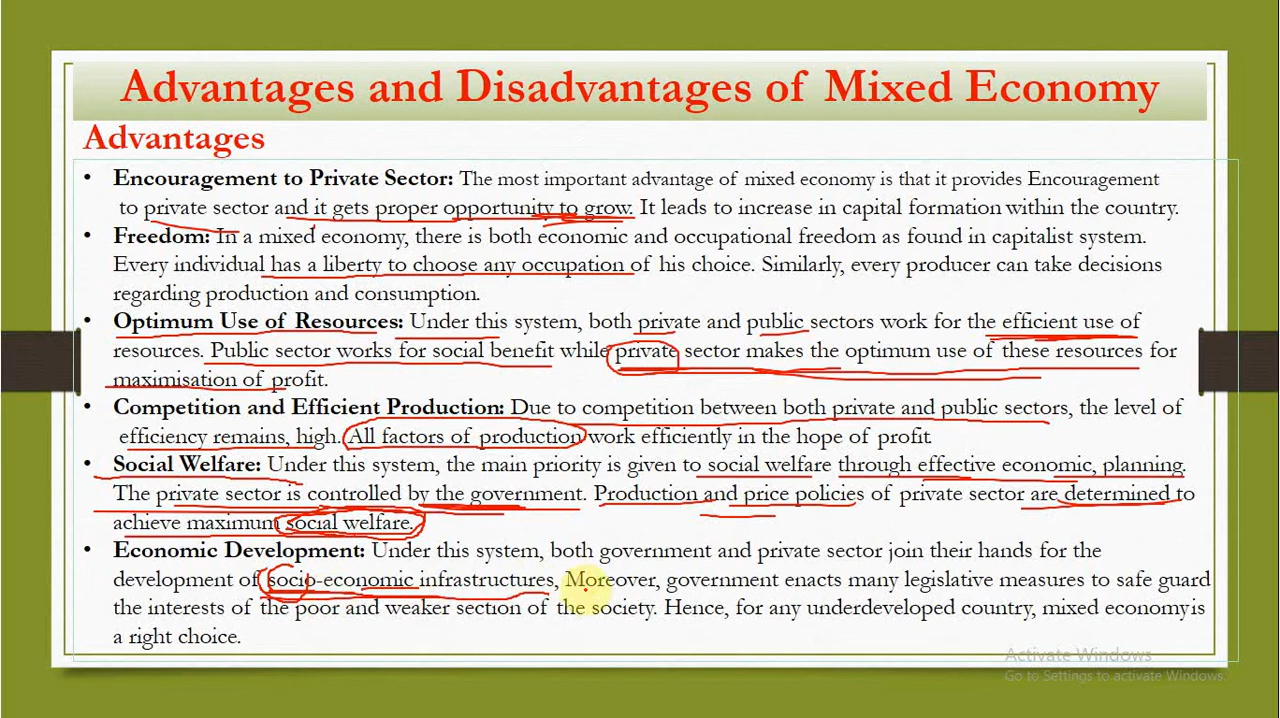 Advantages and Disadvantages of Mixed Economy
Advantages
• Encouragement to Private Sector: The most important advantage of mixed economy is that it provides Encouragement
to private sector and it gets proper opportunity to grow. It leads to increase in capital formation within the country.
• Freedom: In a mixed economy, there is both economic and occupational freedom as found in capitalist system.
Every individual has a liberty to choose any occupation of his choice. Similarly, every producer can take decisions
regarding production and consumption.
• Optimum Use of Resources: Under this system, both private and public sectors work for the efficient use of
resources. Public sector works for social benefit while private sector makes the optimum use of these resources for
maximisation of profit.
• Competition and Efficient Production: Due to competition between both private and public sectors, the level of
efficiency remains, high. All factors of production work efficiently in the hope of profit.
• Social Welfare: Under this system, the main priority is given to social welfare through effective economic, planning.
The private sector is controlled by the government. Production and price policies of private sector are determined to
achieve maximum social welfare.
• Economic Development: Under this system, both government and private sector join their hands for the
development of socio-economic infrastructures, Moreover, government enacts many legislative measures to safe guard
the interests of the poor and weaker section of the society. Hence, for any underdeveloped country, mixed economy is
a right choice.
Activate Windows
Go to Settings to activate Windows.